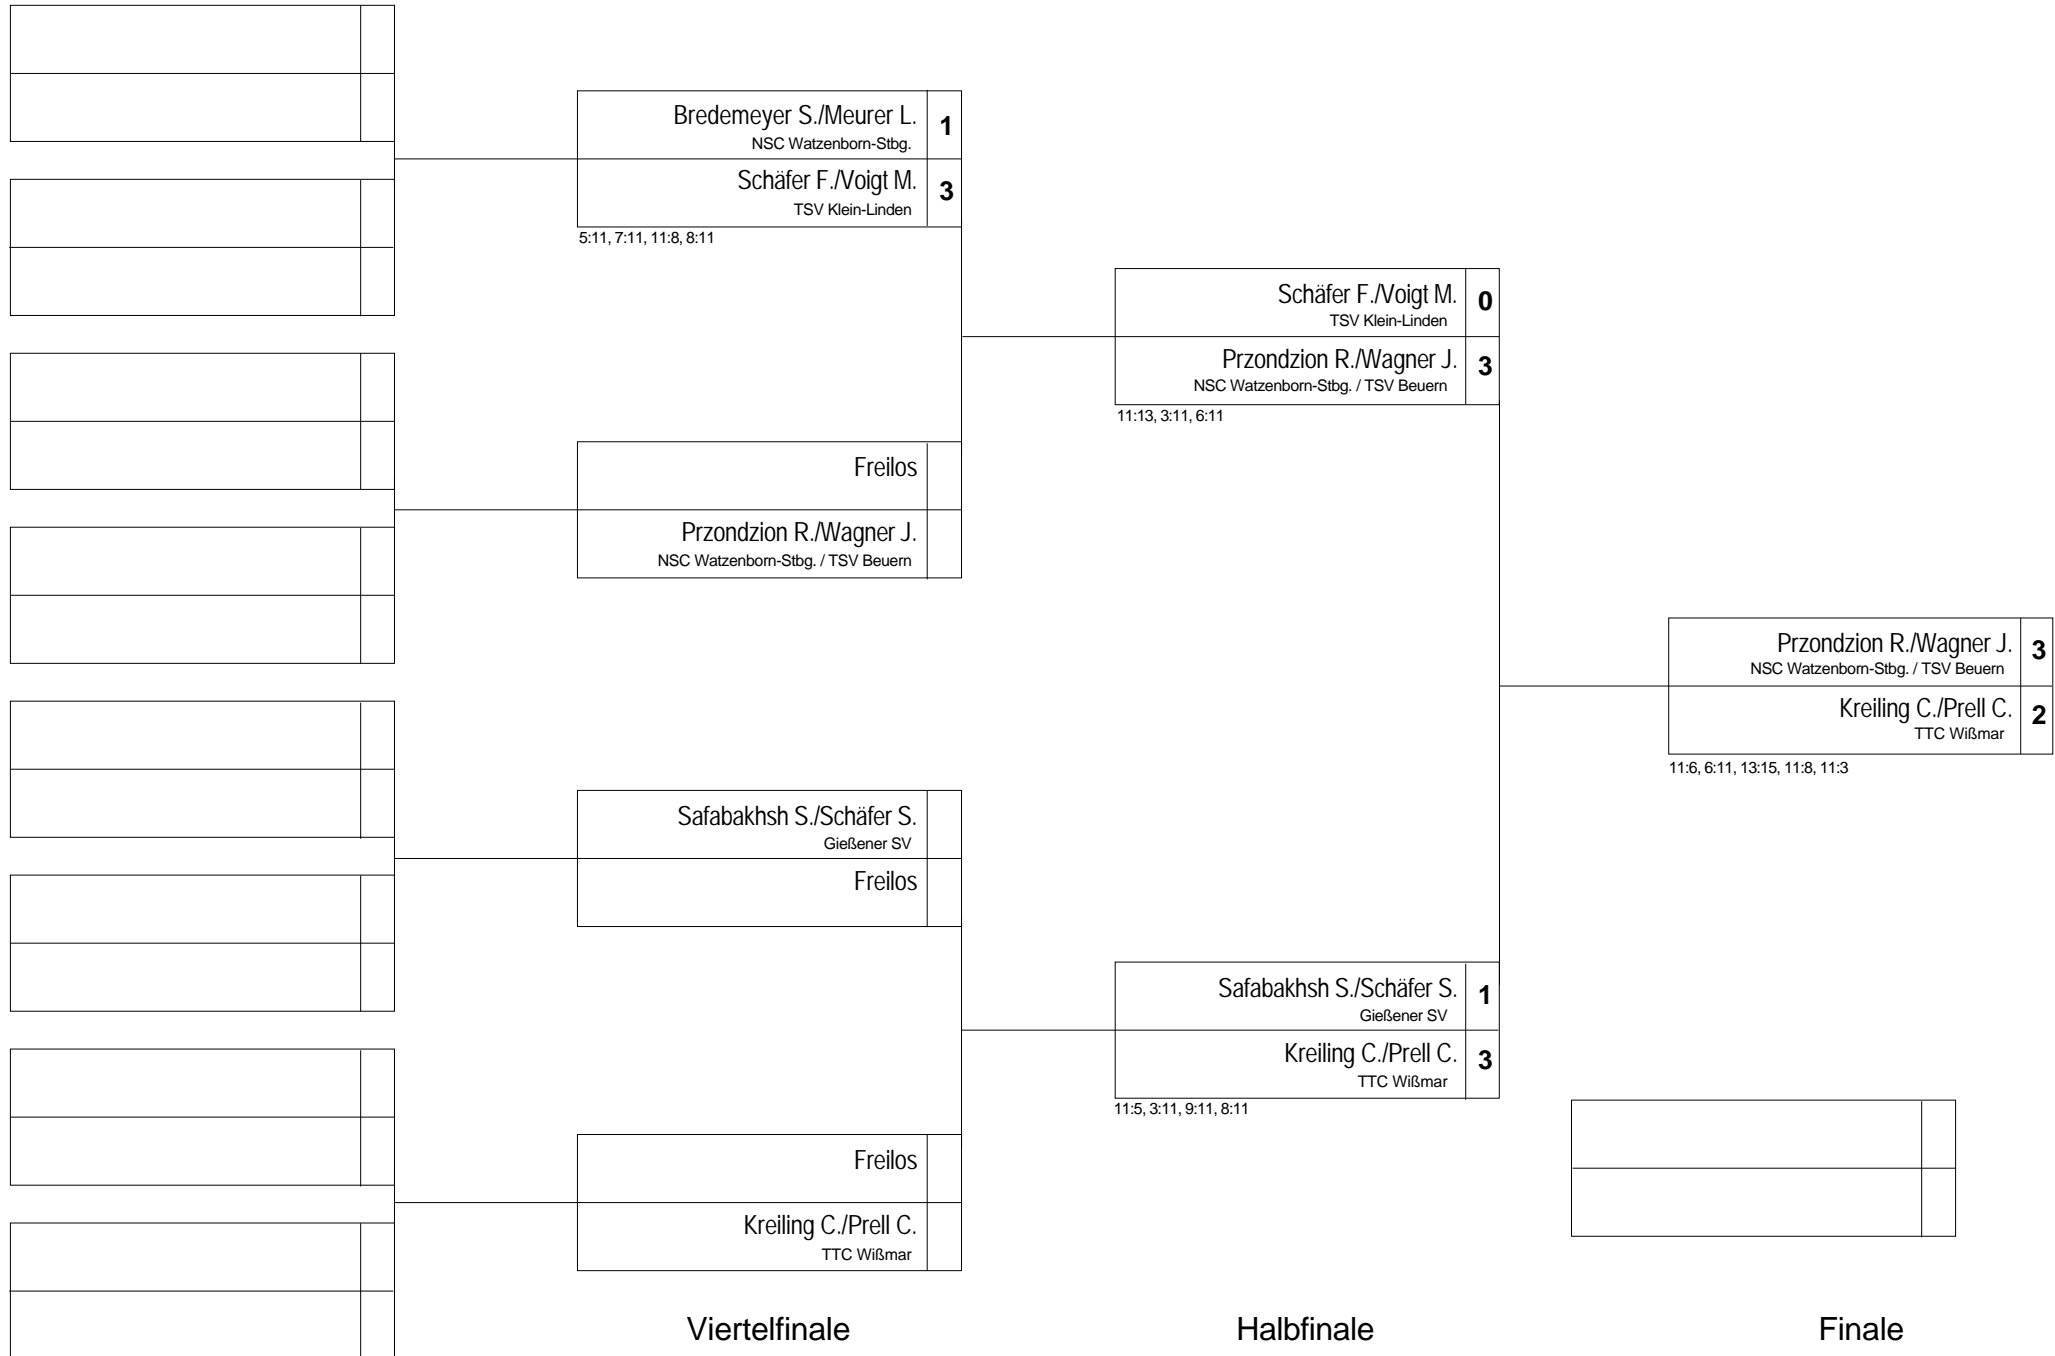 Bredemeyer S./Meurer L. 1
NSC Watzenborn-Stbg.
Schäfer F./Voigt M. 3
TSV Klein-Linden
5:11, 7:11, 11:8, 8:11
Freilos
Przondzion R./Wagner J.
NSC Watzenborn-Stbg. / TSV Beuern
Safabakhsh S./Schäfer S.
Gießener SV
Freilos
Freilos
Kreiling C./Prell C.
TTC Wißmar
Viertelfinale
Schäfer F./Voigt M. 0
TSV Klein-Linden
Przondzion R./Wagner J. 3
NSC Watzenborn-Stbg. / TSV Beuern
11:13, 3:11, 6:11
Safabakhsh S./Schäfer S. 1
Gießener SV
Kreiling C./Prell C. 3
TTC Wißmar
11:5, 3:11, 9:11, 8:11
Halbfinale
Przondzion R./Wagner J. 3
NSC Watzenborn-Stbg. / TSV Beuern
Kreiling C./Prell C. 2
TTC Wißmar
11:6, 6:11, 13:15, 11:8, 11:3
Finale